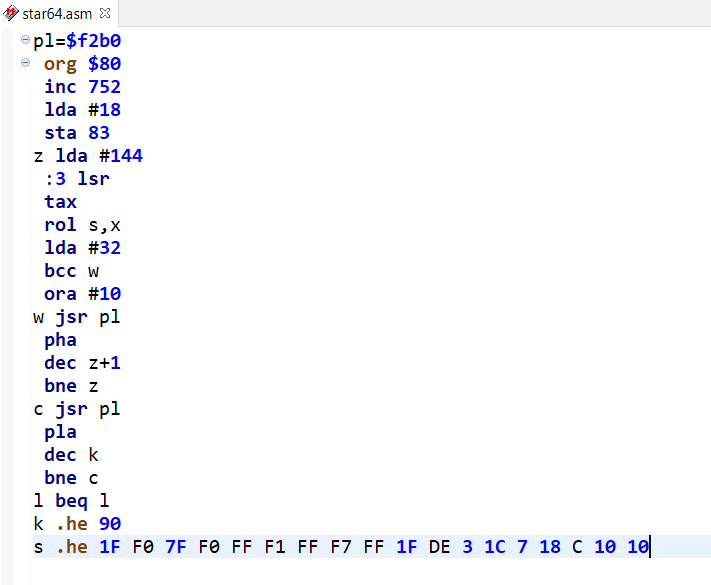 star64.asm
pl=$f2b0
org $80
inc 752
lda #18
sta 83
z lda #144
:3 lsr
tax
rol s,x
lda #32
bcc w
ora #10
w jsr pl
pha
dec z+1
bne z
c jsr pl
pla
dec k
bne c
l beq l
k .he 90
s .he 1F F0 7F F0 FF F1 FF F7 FF 1F DE 3 1C 7 18 C 10 10